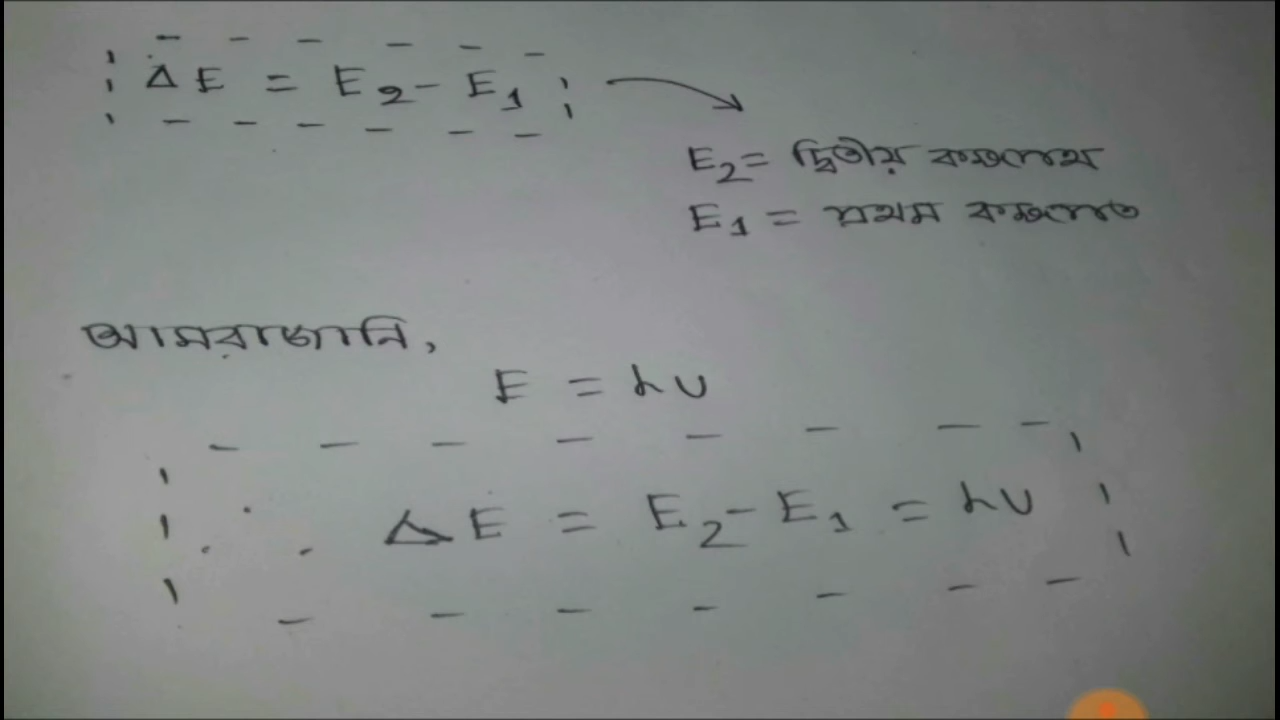 ΔE = E₂ - E₁
E₂ = দ্বিতীয় কক্ষপথে
E₁ = প্রথম কক্ষপথে
আমরা জানি,
E = hυ
∴ ΔE = E₂ - E₁ = hυ